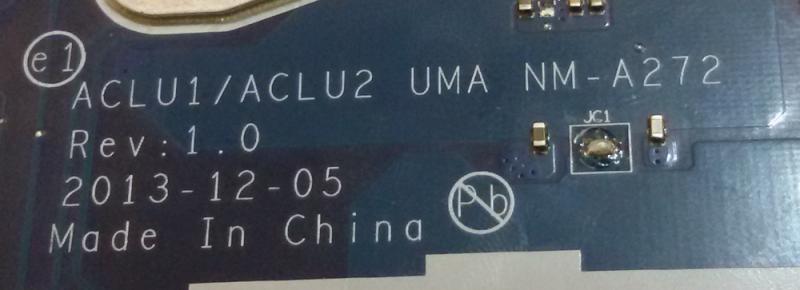 e1
ACLU1/ACLU2 UMA NM-A272
JC1
Rev:1.0
2013-12-05
Pb
Made In China